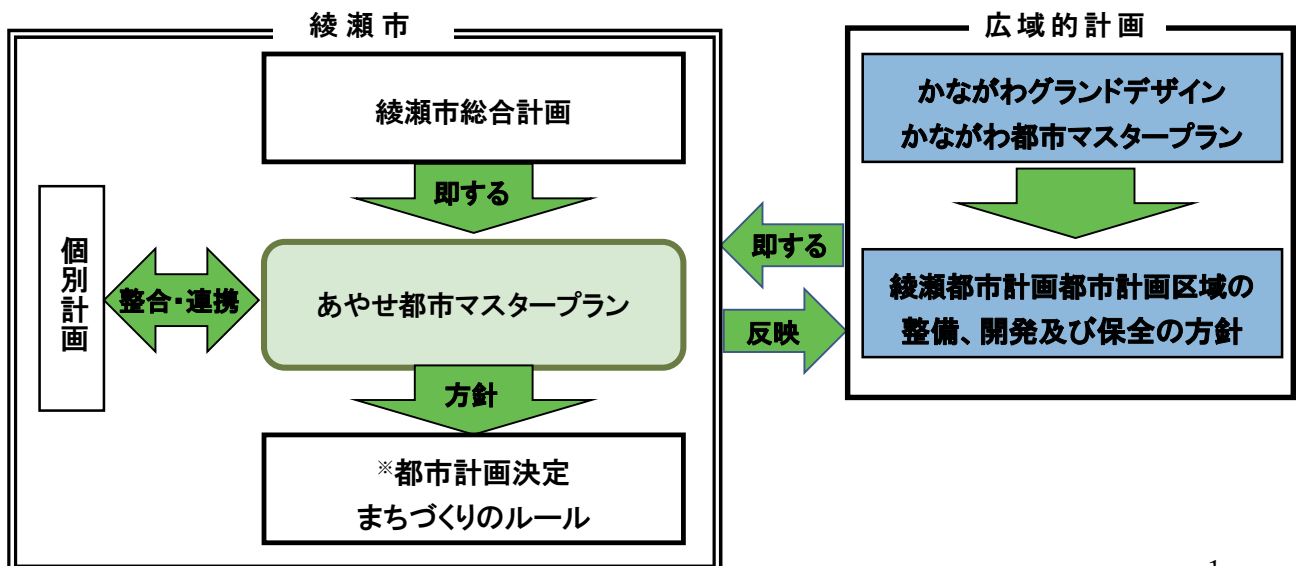 綾瀬市
綾瀬市総合計画
即する
個別計画
整合・連携
あやせ都市マスタープラン
方針
※都市計画決定
まちづくりのルール
即する
反映
広域的計画
かながわグランドデザイン
かながわ都市マスタープラン
綾瀬都市計画都市計画区域の
整備、開発及び保全の方針
1